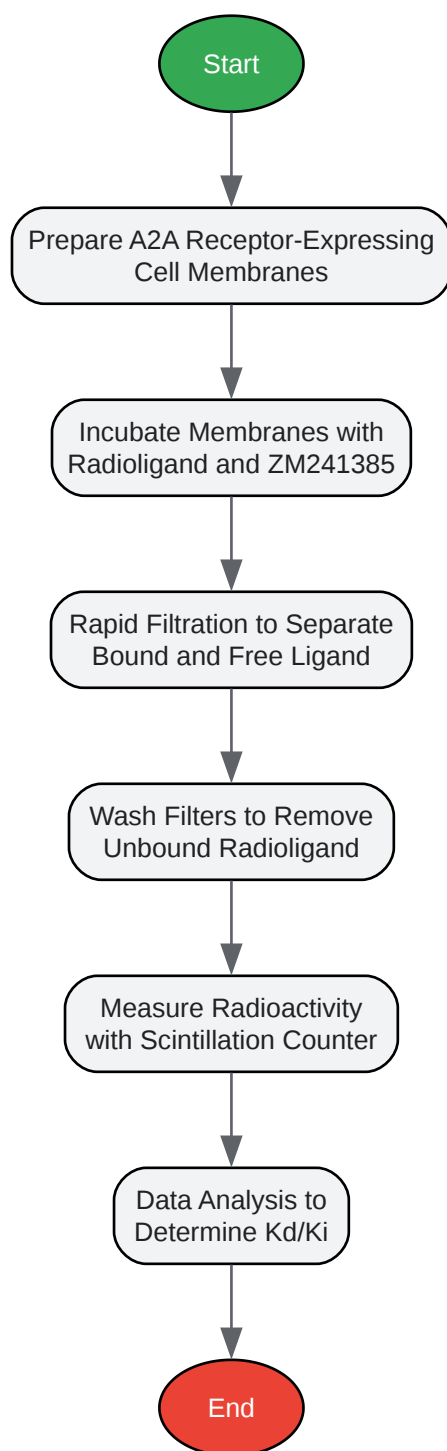 Start
Prepare A2A Receptor-Expressing
Cell Membranes
Incubate Membranes with
Radioligand and ZM241385
Rapid Filtration to Separate
Bound and Free Ligand
Wash Filters to Remove
Unbound Radioligand
Measure Radioactivity
with Scintillation Counter
Data Analysis to
Determine Kd/Ki
End